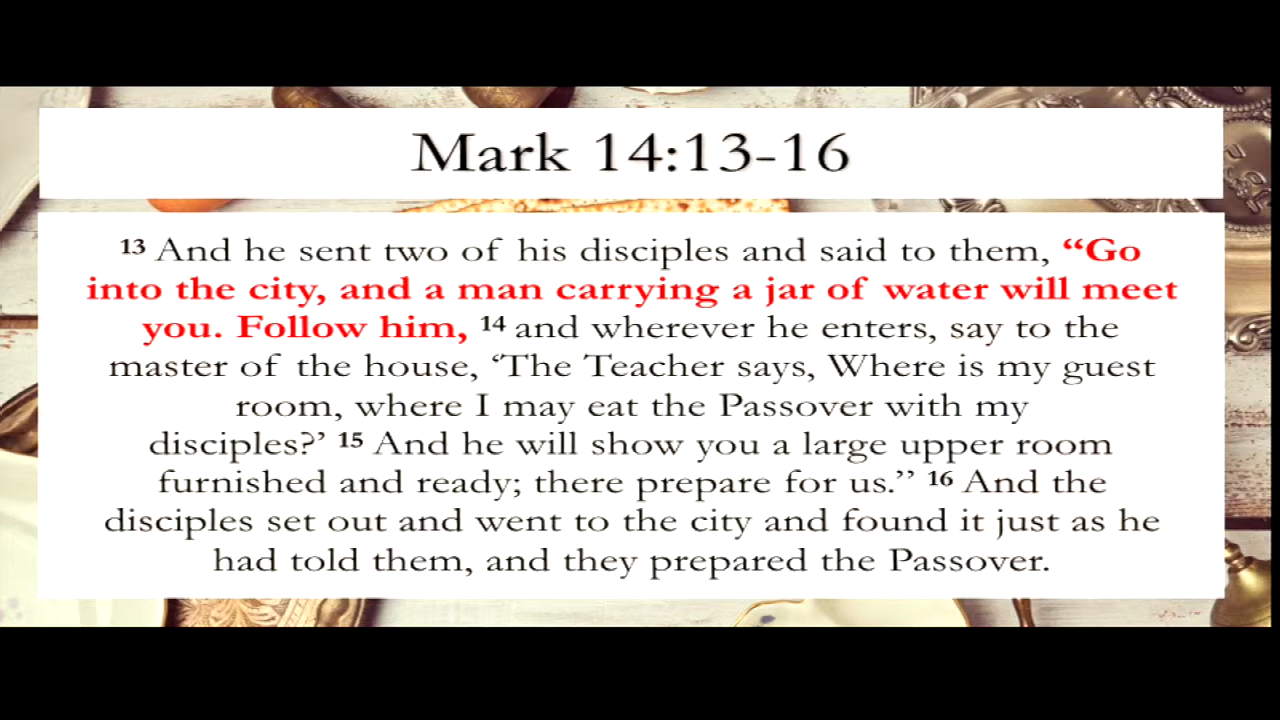 Mark 14:13-16
13 And he sent two of his disciples and said to them, “Go
into the city, and a man carrying a jar of water will meet
you. Follow him, 14 and wherever he enters, say to the
master of the house, ‘The Teacher says, Where is my guest
room, where I may eat the Passover with my
disciples?’ 15 And he will show you a large upper room
furnished and ready; there prepare for us.” 16 And the
disciples set out and went to the city and found it just as he
had told them, and they prepared the Passover.